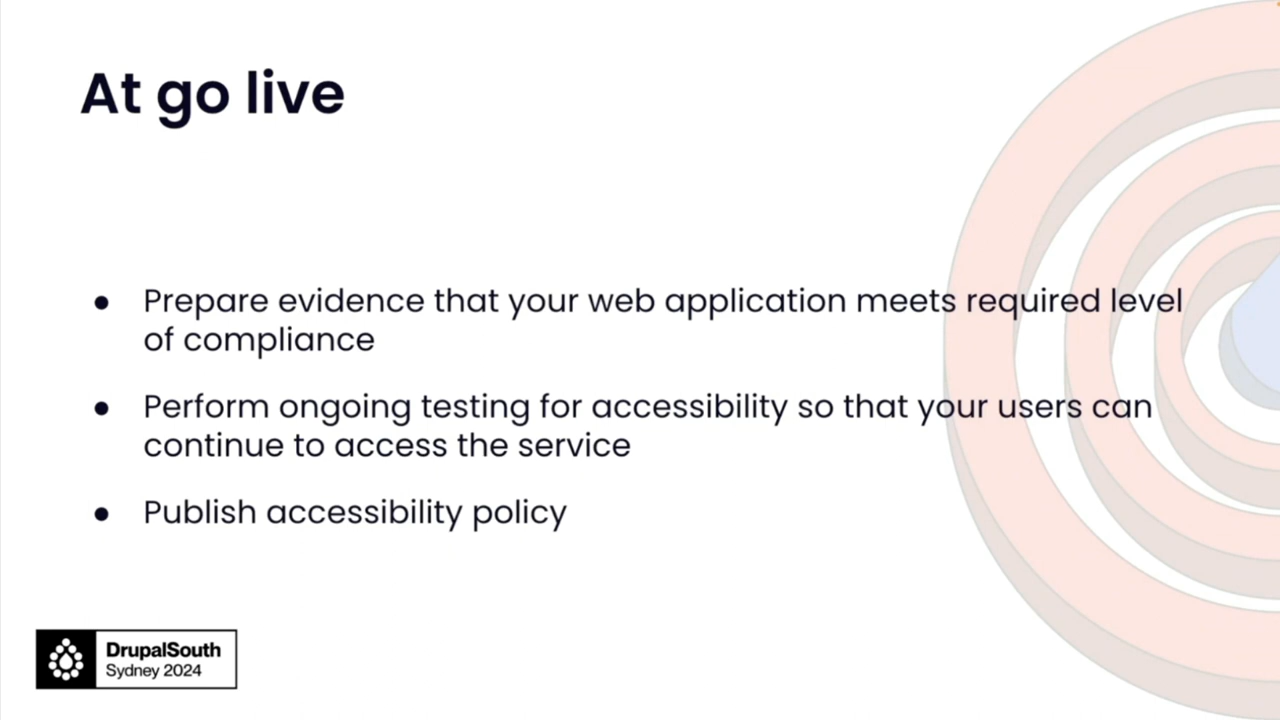 At go live
● Prepare evidence that your web application meets required level
of compliance
● Perform ongoing testing for accessibility so that your users can
continue to access the service
● Publish accessibility policy
DrupalSouth
Sydney 2024